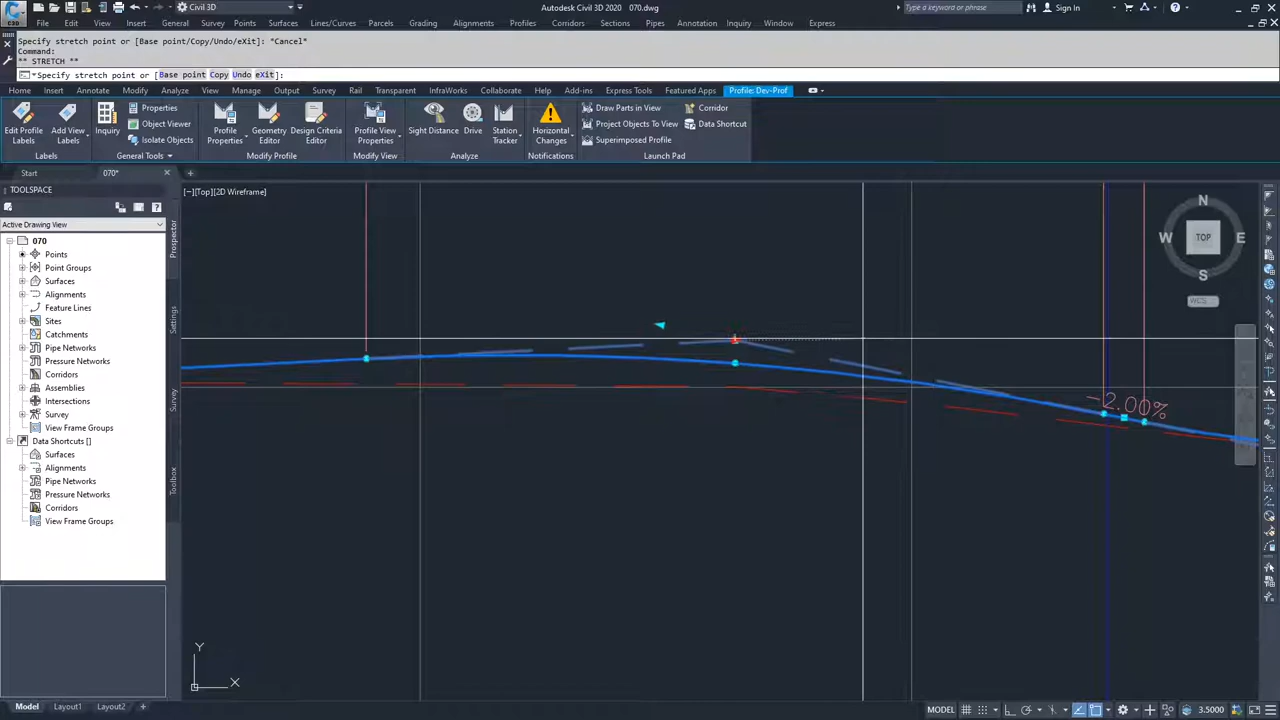 C3D
Civil 3D
Autodesk Civil 3D 2020 070.dwg
Type a keyword or phrase
Sign In
File Edit View Insert General Survey Points Surfaces Lines/Curves Parcels Grading Alignments Profiles Corridors Sections Pipes Annotation Inquiry Window Express
Specify stretch point or [Base point/Copy/Undo/eXit]: *Cancel*
Command:
** STRETCH **
Specify stretch point or [Base point Copy Undo eXit]:
Home Insert Annotate Modify Analyze View Manage Output Survey Rail Transparent InfraWorks Collaborate Help Add-ins Express Tools Featured Apps Profile: Dev-Prof
Edit Profile Labels
Add View Labels
Inquiry
Properties
Object Viewer
Isolate Objects
Profile Properties
Geometry Editor
Design Criteria Editor
Profile View Properties
Sight Distance
Drive
Station Tracker
Horizontal Changes
Draw Parts in View
Project Objects To View
Superimposed Profile
Corridor
Data Shortcut
Labels
General Tools
Modify Profile
Modify View
Analyze
Notifications
Launch Pad
Start
070*
TOOLSPACE
[−][Top][2D Wireframe]
Active Drawing View
070
Points
Point Groups
Surfaces
Alignments
Feature Lines
Sites
Catchments
Pipe Networks
Pressure Networks
Corridors
Assemblies
Intersections
Survey
View Frame Groups
Data Shortcuts []
Surfaces
Alignments
Pipe Networks
Pressure Networks
Corridors
View Frame Groups
Prospector
Settings
Survey
Toolbox
N
W
TOP
E
S
WCS
-2.00%
Y
X
Model
Layout1
Layout2
MODEL
3.5000